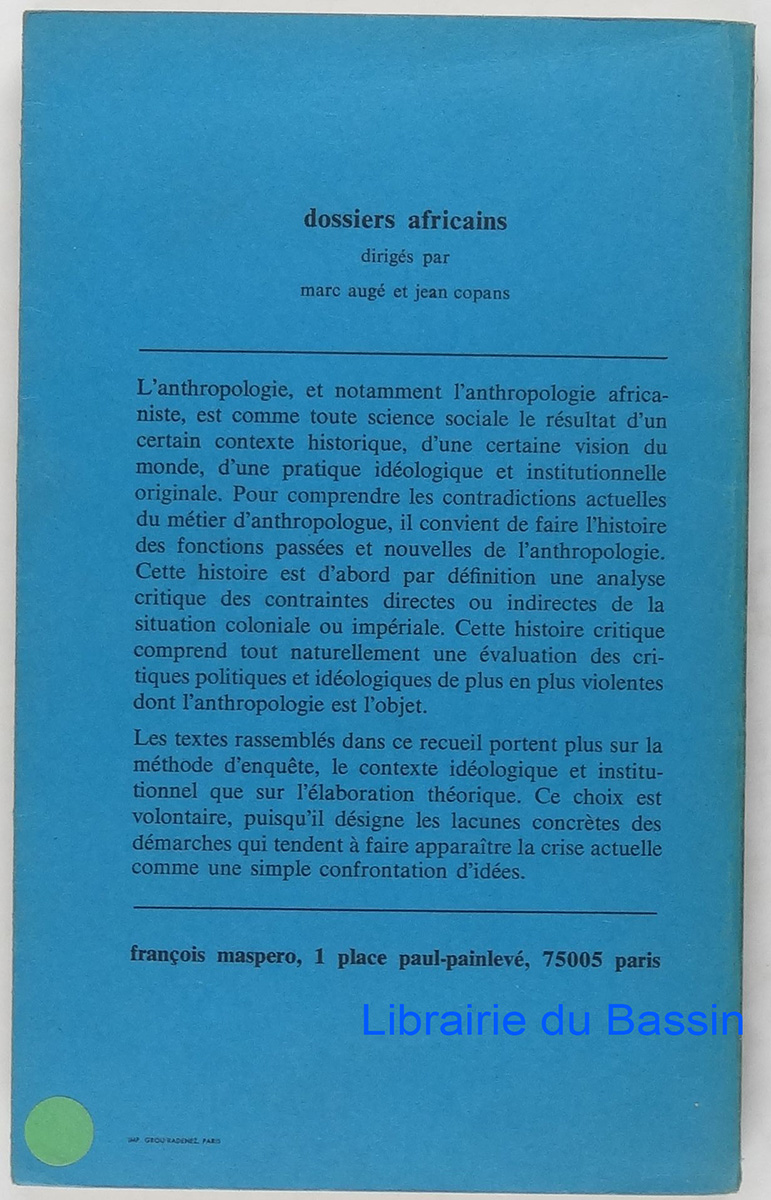 dossiers africains
dirigés par
marc augé et jean copans
L'anthropologie, et notamment l'anthropologie africa-
niste, est comme toute science sociale le résultat d'un
certain contexte historique, d'une certaine vision du
monde, d'une pratique idéologique et institutionnelle
originale. Pour comprendre les contradictions actuelles
du métier d'anthropologue, il convient de faire l'histoire
des fonctions passées et nouvelles de l'anthropologie.
Cette histoire est d'abord par définition une analyse
critique des contraintes directes ou indirectes de la
situation coloniale ou impériale. Cette histoire critique
comprend tout naturellement une évaluation des cri-
tiques politiques et idéologiques de plus en plus violentes
dont l'anthropologie est l'objet.
Les textes rassemblés dans ce recueil portent plus sur la
méthode d'enquête, le contexte idéologique et institu-
tionnel que sur l'élaboration théorique. Ce choix est
volontaire, puisqu'il désigne les lacunes concrètes des
démarches qui tendent à faire apparaître la crise actuelle
comme une simple confrontation d'idées.
françois maspero, 1 place paul-painlevé, 75005 paris
Librairie du Bassin
IMP. GROU-RADENEZ, PARIS